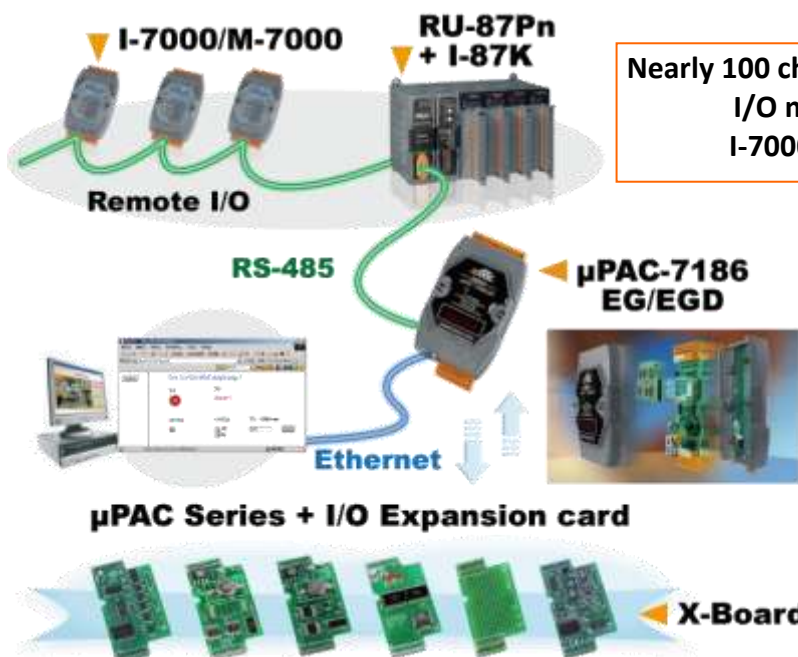 I-7000/M-7000
RU-87Pn
+ I-87K
Nearly 100 ch
I/O
I-7000
Remote I/O
RS-485
µPAC-7186
EG/EGD
Ethernet
µPAC Series + I/O Expansion card
X-Board